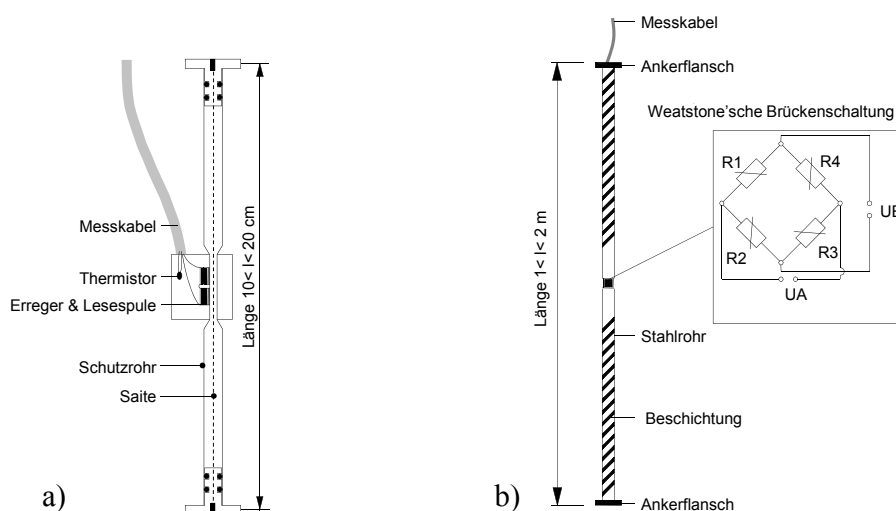 Messkabel
Thermistor
Erreger & Lesespule
Schutzrohr
Saite
Länge 10< l< 20 cm
a)
Messkabel
Ankerflansch
Weatstone’sche Brückenschaltung
R1
R4
R2
R3
UA
Länge 1< l< 2 m
Stahlrohr
Beschichtung
Ankerflansch
b)